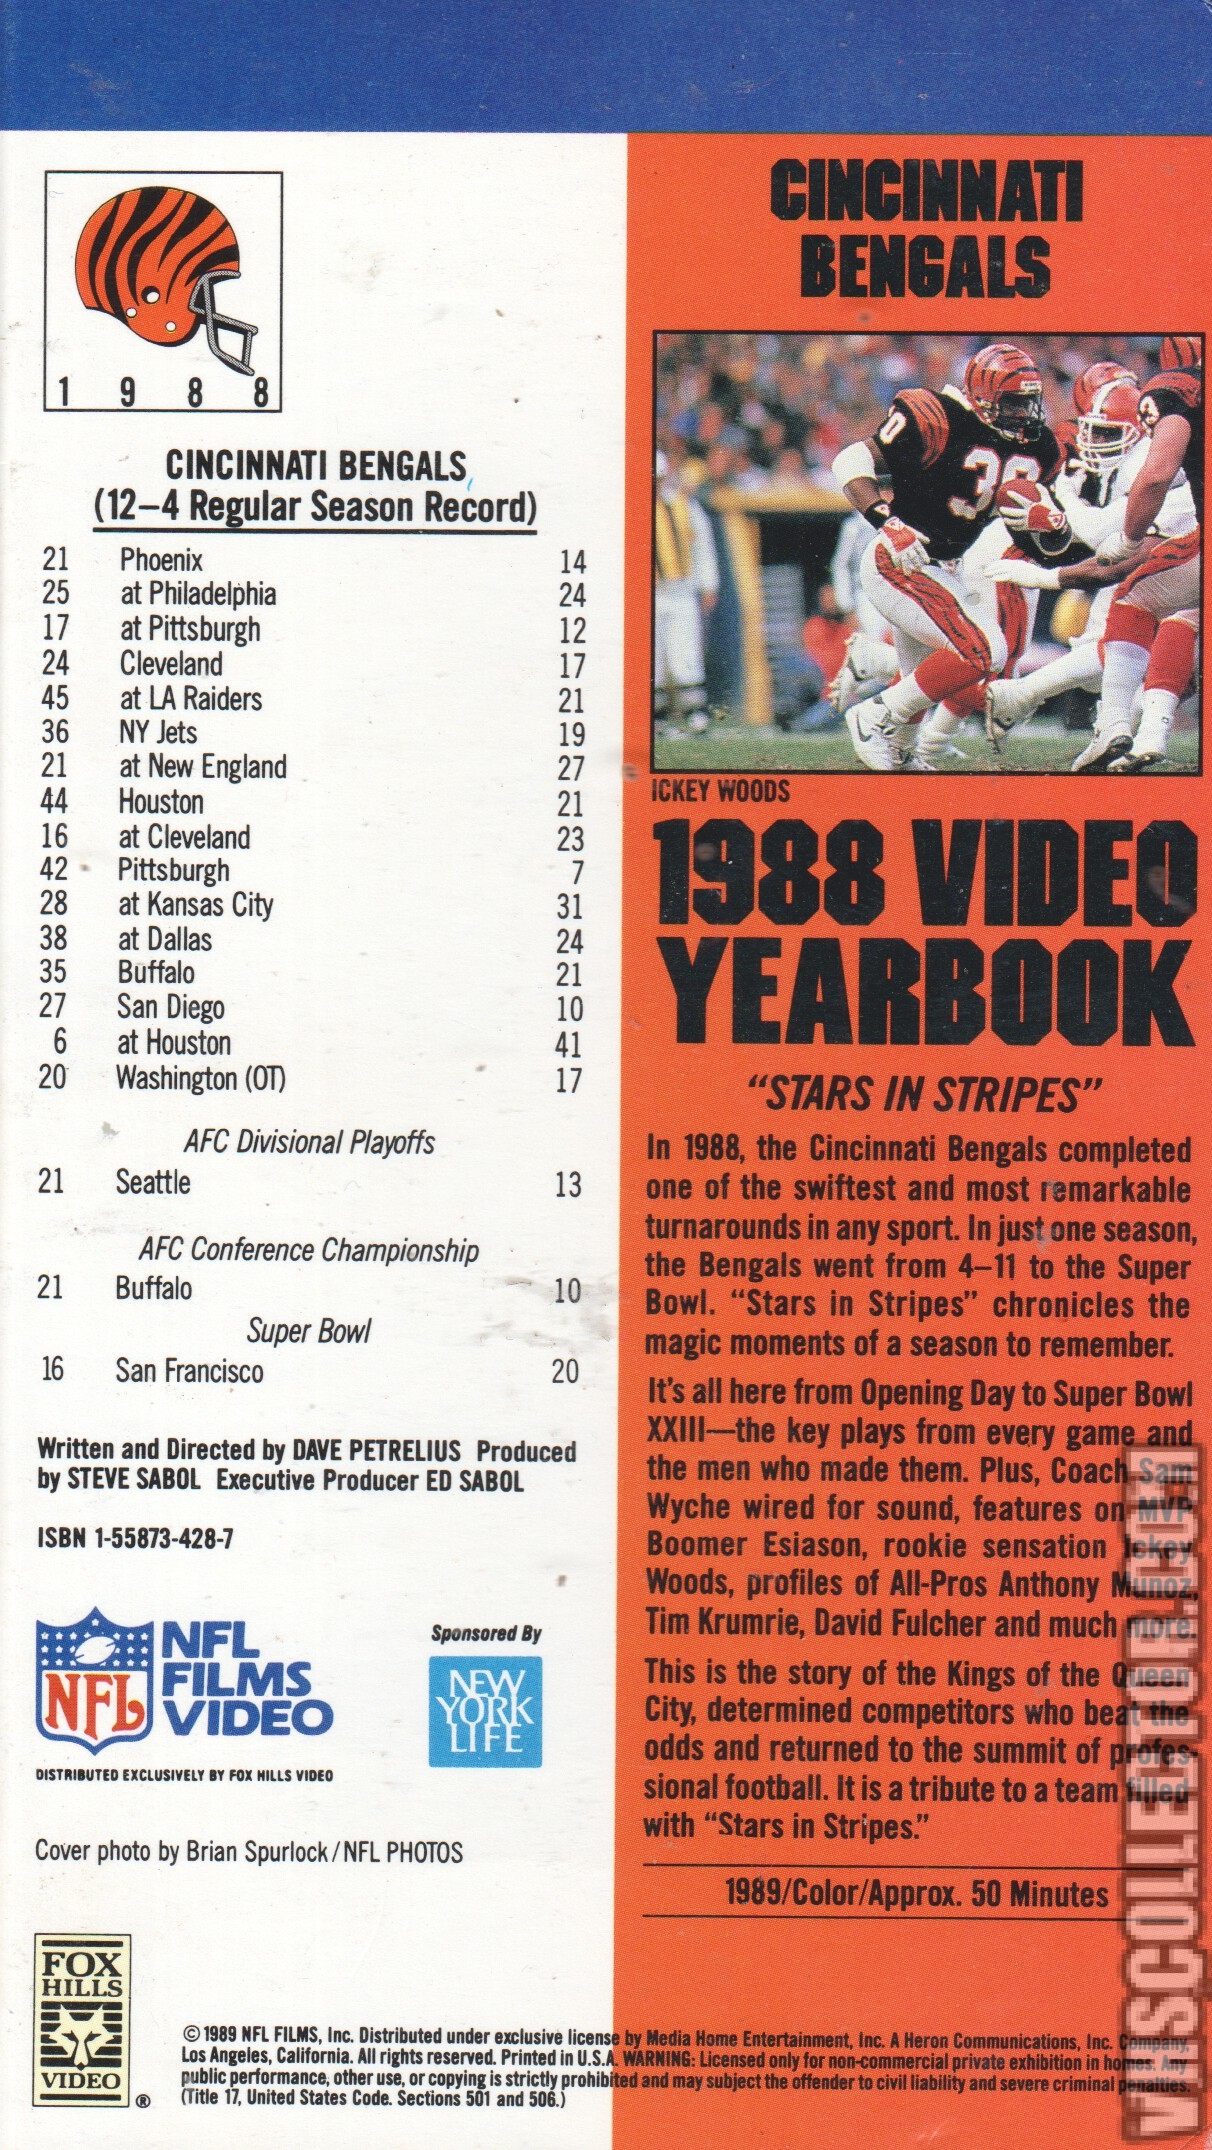 1 9 8 8
CINCINNATI BENGALS
(12–4 Regular Season Record)
21 Phoenix 14
25 at Philadelphia 24
17 at Pittsburgh 12
24 Cleveland 17
45 at LA Raiders 21
36 NY Jets 19
21 at New England 27
44 Houston 21
16 at Cleveland 23
42 Pittsburgh 7
28 at Kansas City 31
38 at Dallas 24
35 Buffalo 21
27 San Diego 10
6 at Houston 41
20 Washington (OT) 17
AFC Divisional Playoffs
21 Seattle 13
AFC Conference Championship
21 Buffalo 10
Super Bowl
16 San Francisco 20
Written and Directed by DAVE PETRELIUS Produced
by STEVE SABOL Executive Producer ED SABOL
ISBN 1-55873-428-7
NFL
NFL
FILMS
VIDEO
DISTRIBUTED EXCLUSIVELY BY FOX HILLS VIDEO
Sponsored By
NEW
YORK
LIFE
Cover photo by Brian Spurlock/NFL PHOTOS
FOX
HILLS
VIDEO
®
CINCINNATI
BENGALS
30
30
ICKEY WOODS
1988 VIDEO
YEARBOOK
“STARS IN STRIPES”
In 1988, the Cincinnati Bengals completed
one of the swiftest and most remarkable
turnarounds in any sport. In just one season,
the Bengals went from 4–11 to the Super
Bowl. “Stars in Stripes” chronicles the
magic moments of a season to remember.
It's all here from Opening Day to Super Bowl
XXIII—the key plays from every game and
the men who made them. Plus, Coach Sam
Wyche wired for sound, features on MVP
Boomer Esiason, rookie sensation Ickey
Woods, profiles of All-Pros Anthony Munoz,
Tim Krumrie, David Fulcher and much more.
This is the story of the Kings of the Queen
City, determined competitors who beat the
odds and returned to the summit of profes-
sional football. It is a tribute to a team filled
with “Stars in Stripes.”
1989/Color/Approx. 50 Minutes
© 1989 NFL FILMS, Inc. Distributed under exclusive license by Media Home Entertainment, Inc. A Heron Communications, Inc. Company,
Los Angeles, California. All rights reserved. Printed in U.S.A. WARNING: Licensed only for non-commercial private exhibition in homes. Any
public performance, other use, or copying is strictly prohibited and may subject the offender to civil liability and severe criminal penalties.
(Title 17, United States Code. Sections 501 and 506.)
VHSCOLLECTOR.COM